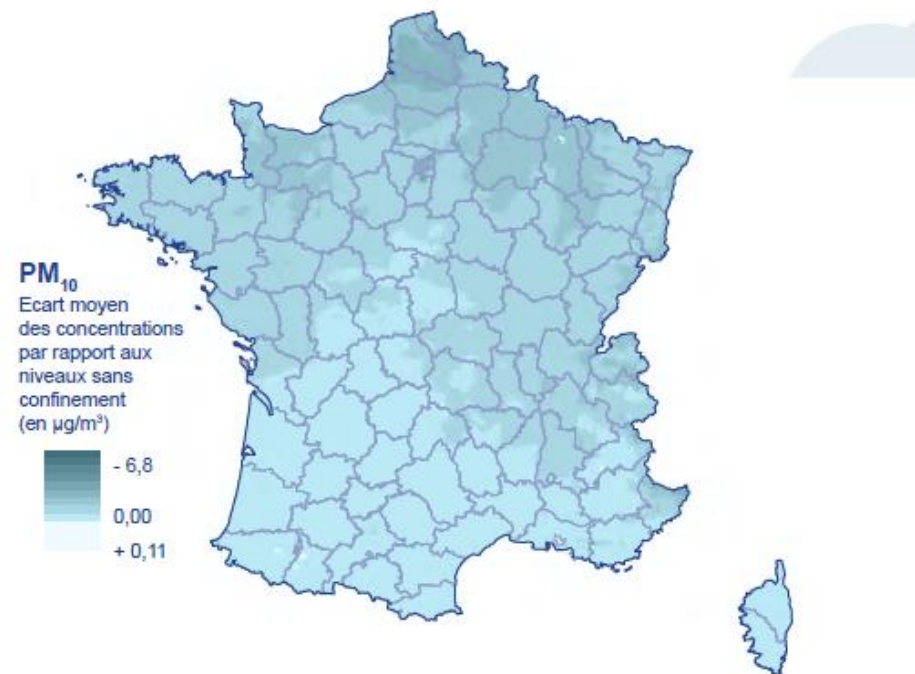 PM₁₀
Ecart moyen
des concentrations
par rapport aux
niveaux sans
confinement
(en µg/m³)
- 6,8
0,00
+ 0,11